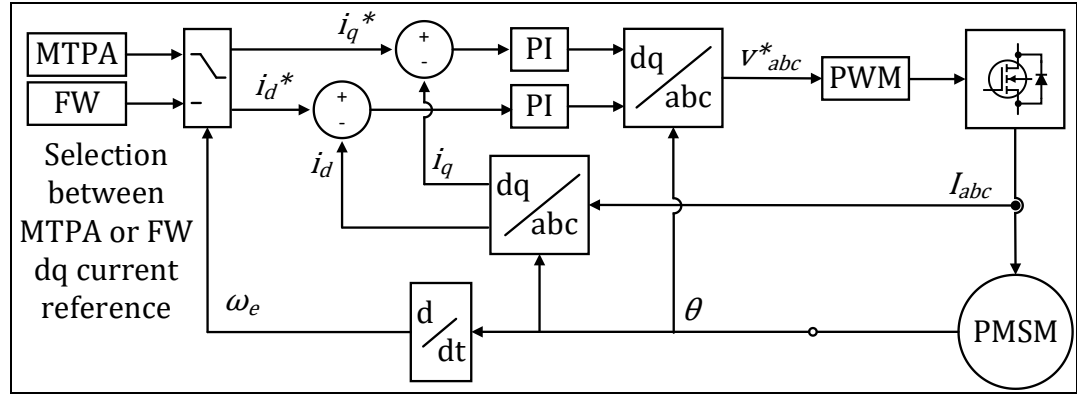 MTPA
FW
Selection
between
MTPA or FW
dq current
reference
i_q*
i_d*
+
-
+
-
PI
PI
dq
abc
v*_abc
PWM
i_q
i_d
dq
abc
I_abc
ω_e
d
dt
θ
PMSM